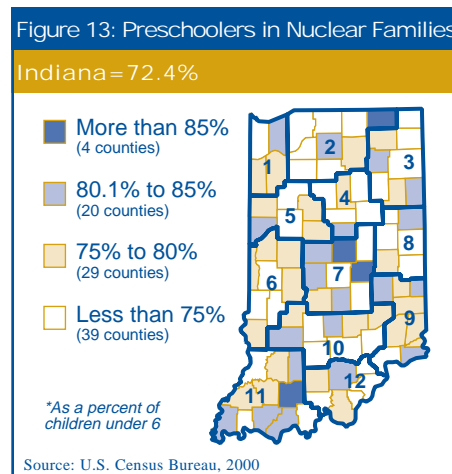 Figure 13: Preschoolers in Nuclear Families
Indiana=72.4%
More than 85%
(4 counties)
80.1% to 85%
(20 counties)
75% to 80%
(29 counties)
Less than 75%
(39 counties)
*As a percent of
children under 6
1
2
3
4
5
6
7
8
9
10
11
12
Source: U.S. Census Bureau, 2000